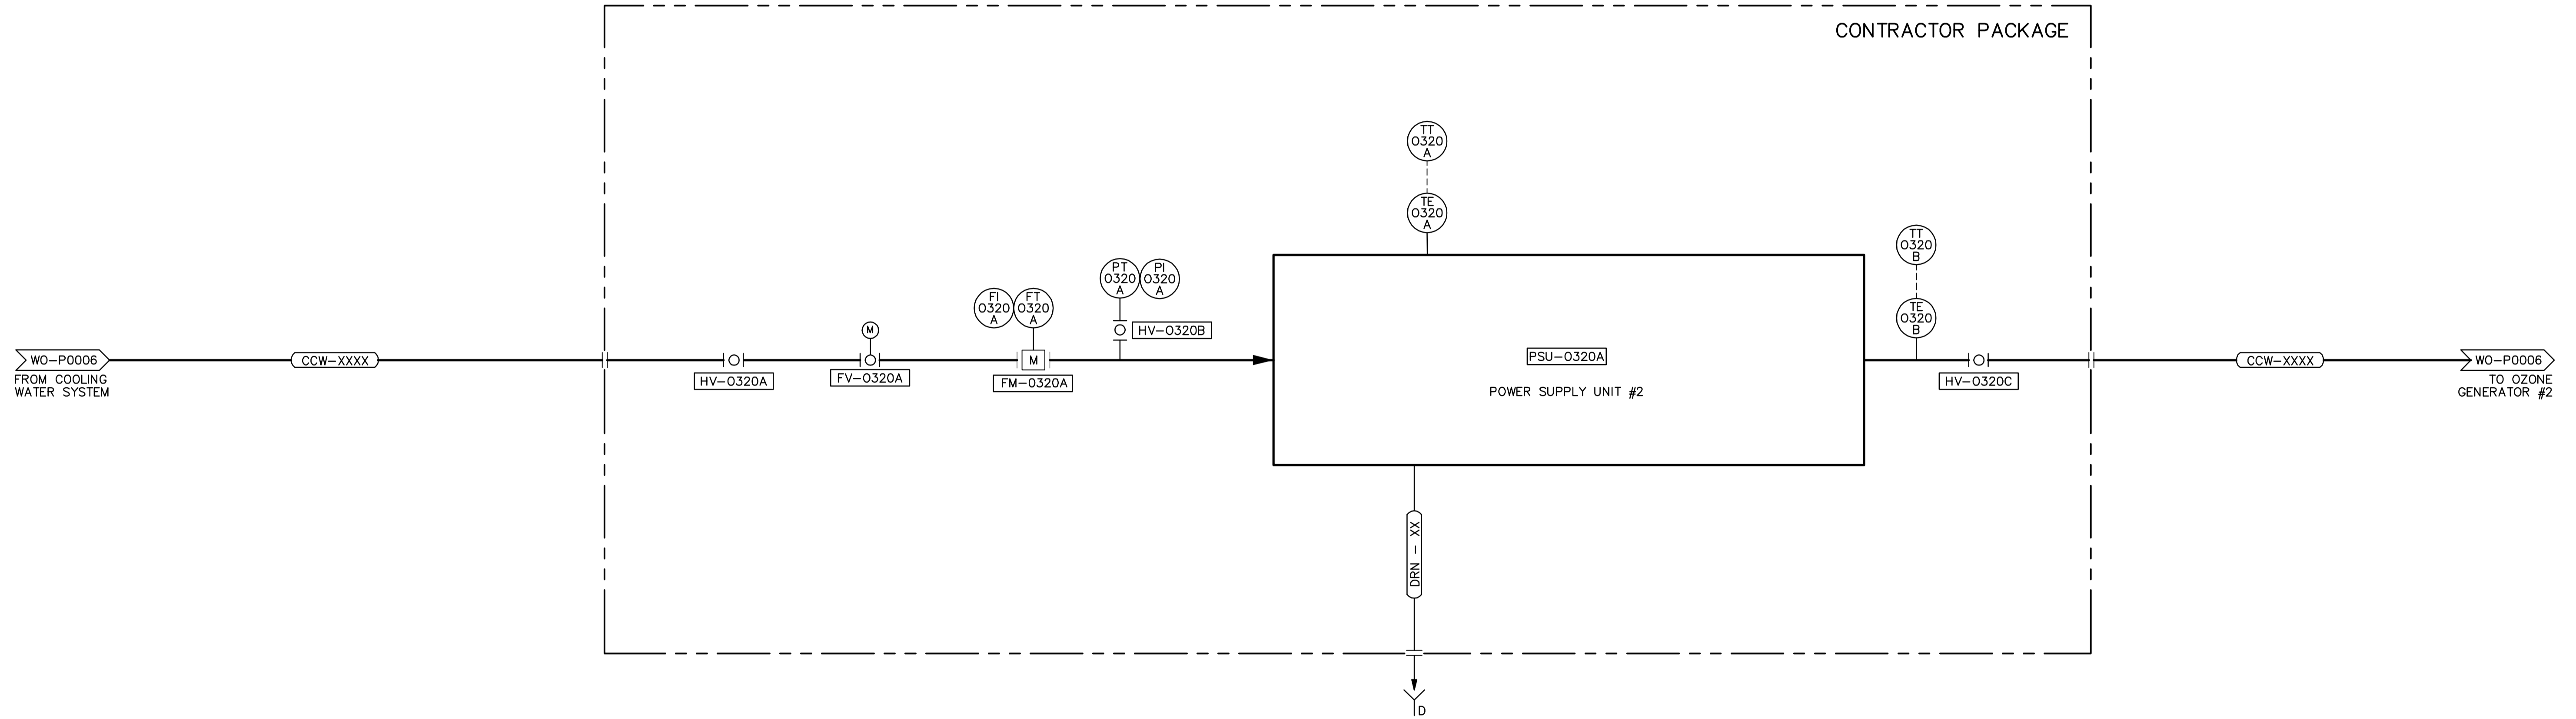 CONTRACTOR PACKAGE
TT
0320
A
TE
0320
A
TT
0320
B
TE
0320
B
PT
0320
A
PI
0320
A
FI
0320
A
FT
0320
A
M
HV-0320B
WO-P0006
FROM COOLING
WATER SYSTEM
CCW-XXXX
HV-0320A
FV-0320A
M
FM-0320A
PSU-0320A
POWER SUPPLY UNIT #2
HV-0320C
CCW-XXXX
WO-P0006
TO OZONE
GENERATOR #2
DRN - XX
D